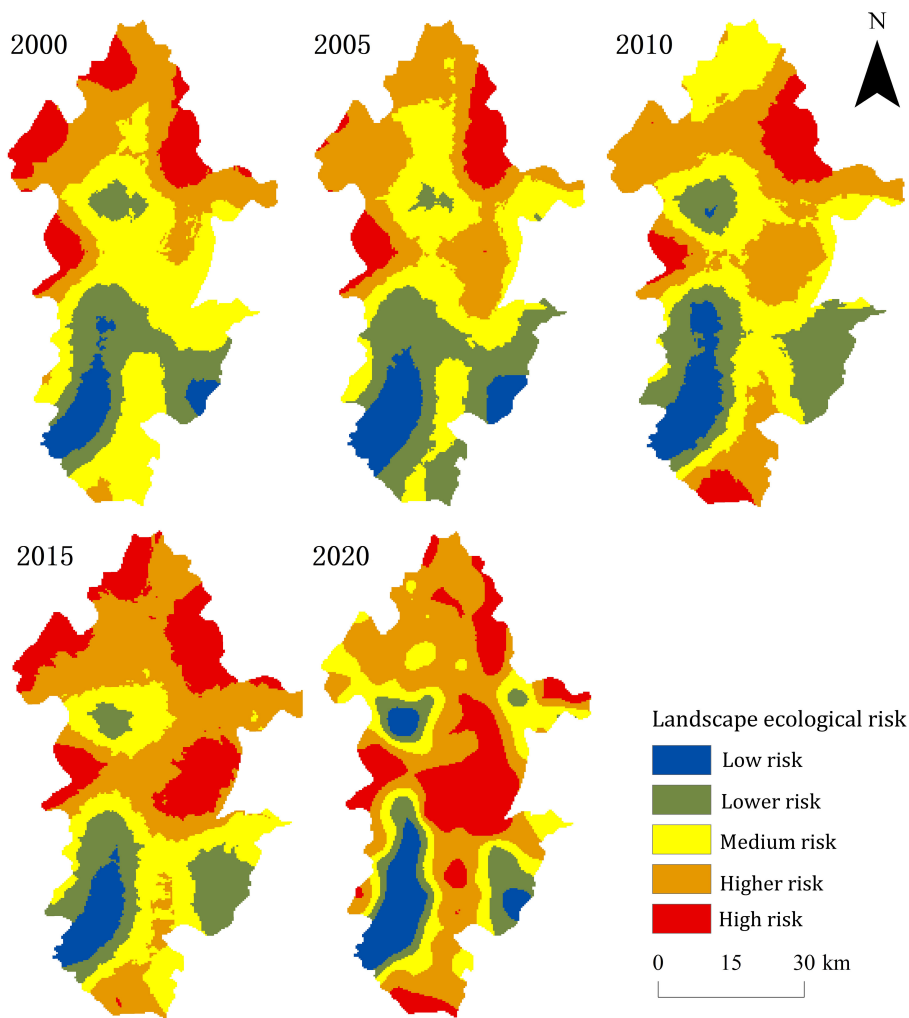 2000
2005
2010
N
2015
2020
Landscape ecological risk
Low risk
Lower risk
Medium risk
Higher risk
High risk
0 15 30 km